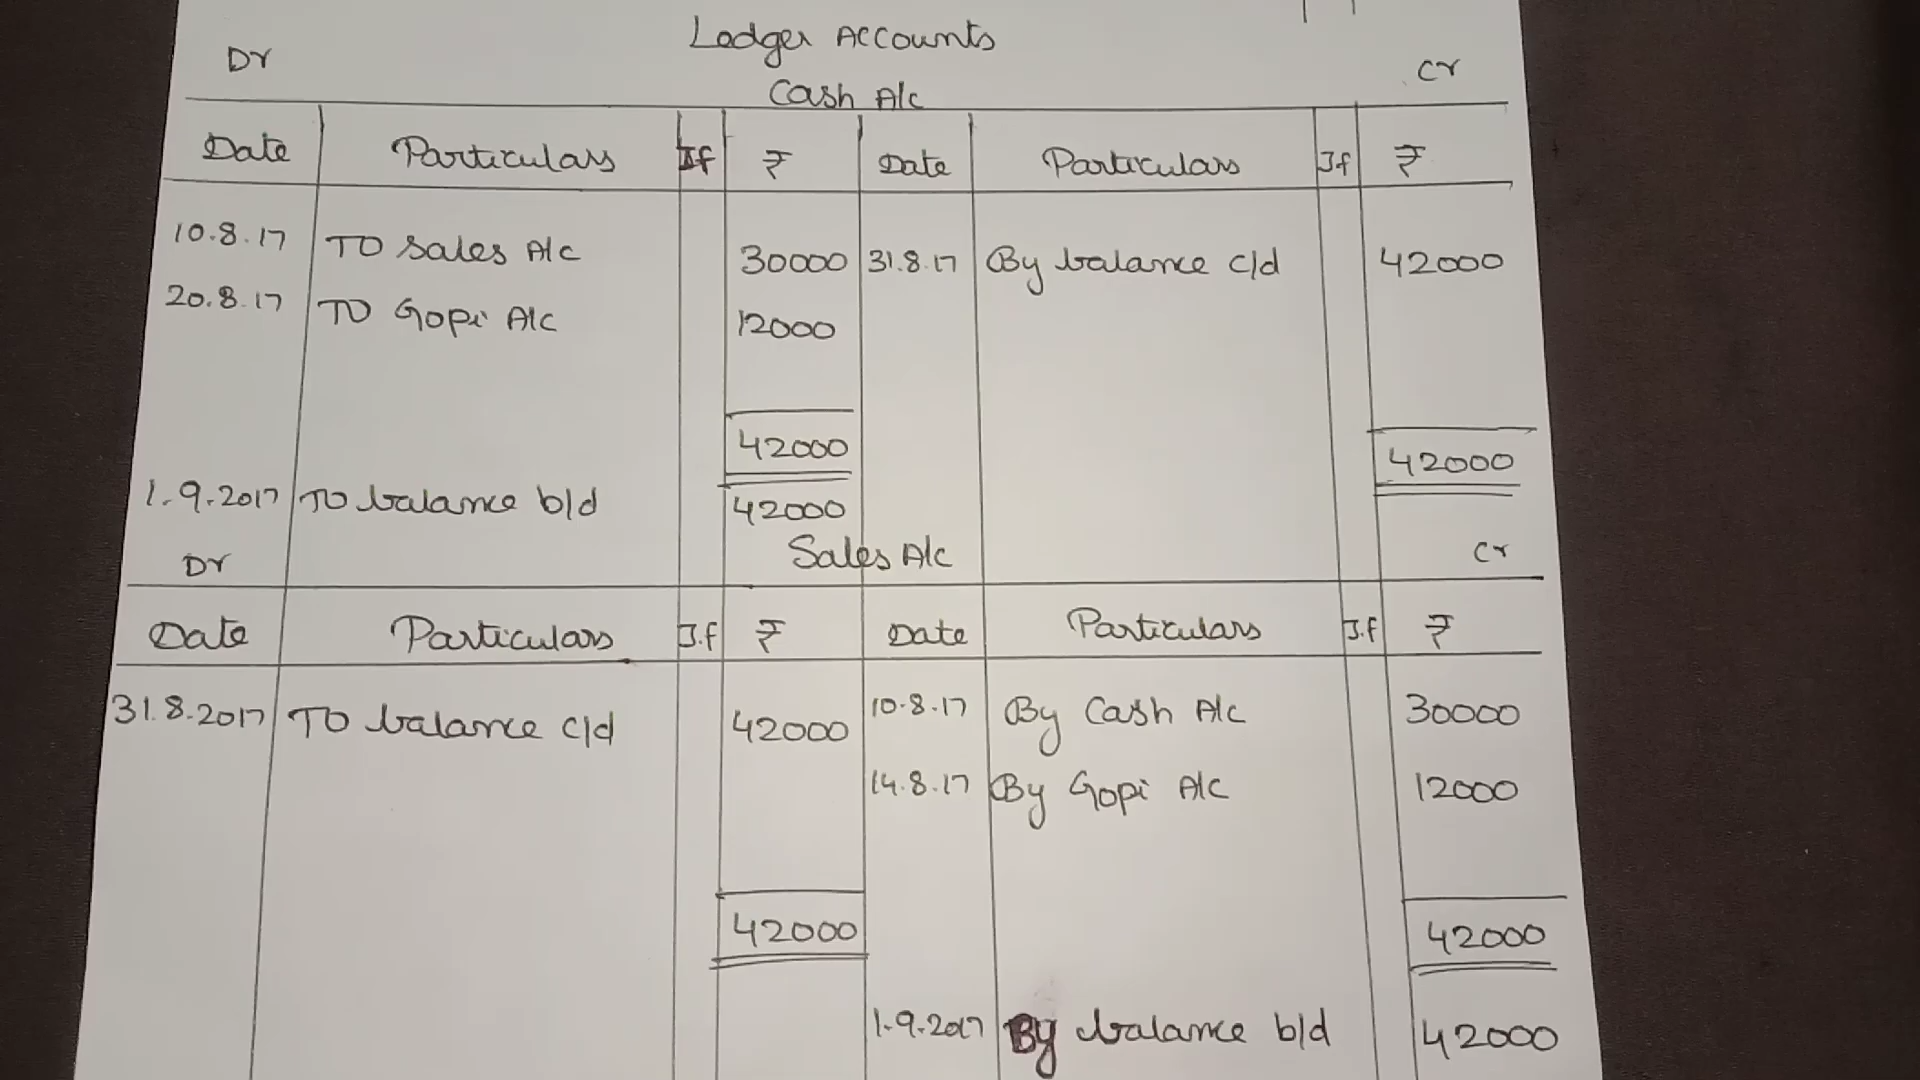 Ledger Accounts
Dr Cr
Cash A/c
Date Particulars J.f ₹ Date Particulars J.f ₹
10.8.17 To Sales A/c 30000 31.8.17 By balance c/d 42000
20.8.17 To Gopi A/c 12000
42000 42000
1.9.2017 To balance b/d 42000
Dr Sales A/c Cr
Date Particulars J.f ₹ Date Particulars J.f ₹
31.8.2017 To balance c/d 42000 10.8.17 By Cash A/c 30000
14.8.17 By Gopi A/c 12000
42000 42000
1.9.2017 By balance b/d 42000